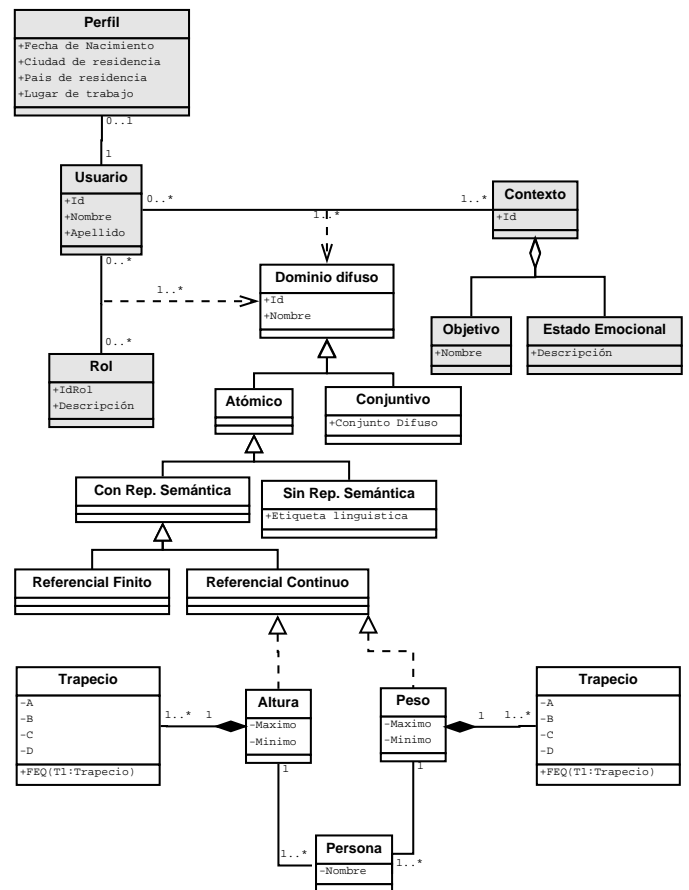 Perfil
+Fecha de Nacimiento
+Ciudad de residencia
+Pais de residencia
+Lugar de trabajo
0..1
1
Usuario
+Id
+Nombre
+Apellido
0..*
1..*
Contexto
+Id
1..*
0..*
Dominio difuso
+Id
+Nombre
1..*
0..*
Rol
+IdRol
+Descripción
Objetivo
+Nombre
Estado Emocional
+Descripción
Atómico
Conjuntivo
+Conjunto Difuso
Con Rep. Semántica
Sin Rep. Semántica
+Etiqueta linguistica
Referencial Finito
Referencial Continuo
Trapecio
-A
-B
-C
-D
+FEQ(T1:Trapecio)
1..*
1
Altura
-Maximo
-Minimo
1
Peso
-Maximo
-Minimo
1
1
1..*
Trapecio
-A
-B
-C
-D
+FEQ(T1:Trapecio)
1..*
Persona
-Nombre
1..*